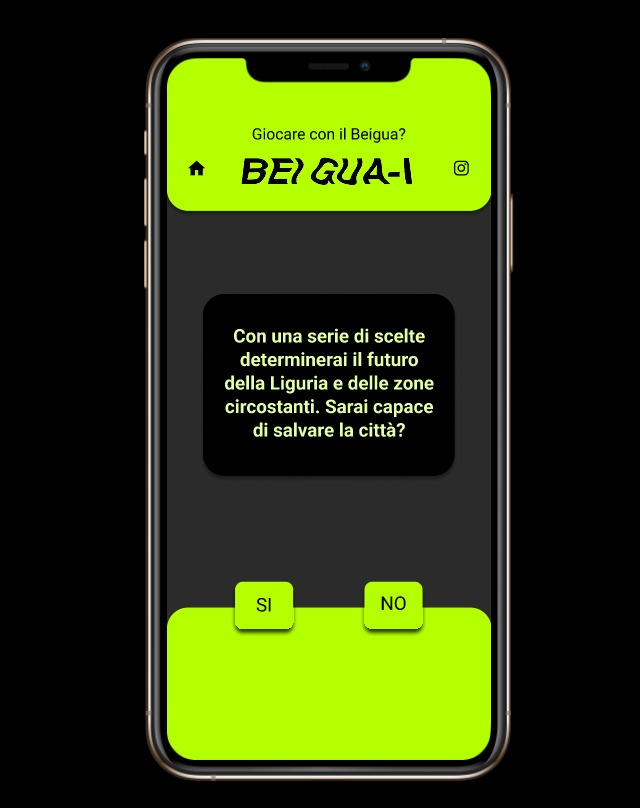 Giocare con il Beigua?
BEI GUA-I
Con una serie di scelte
determinerai il futuro
della Liguria e delle zone
circostanti. Sarai capace
di salvare la città?
SI
NO